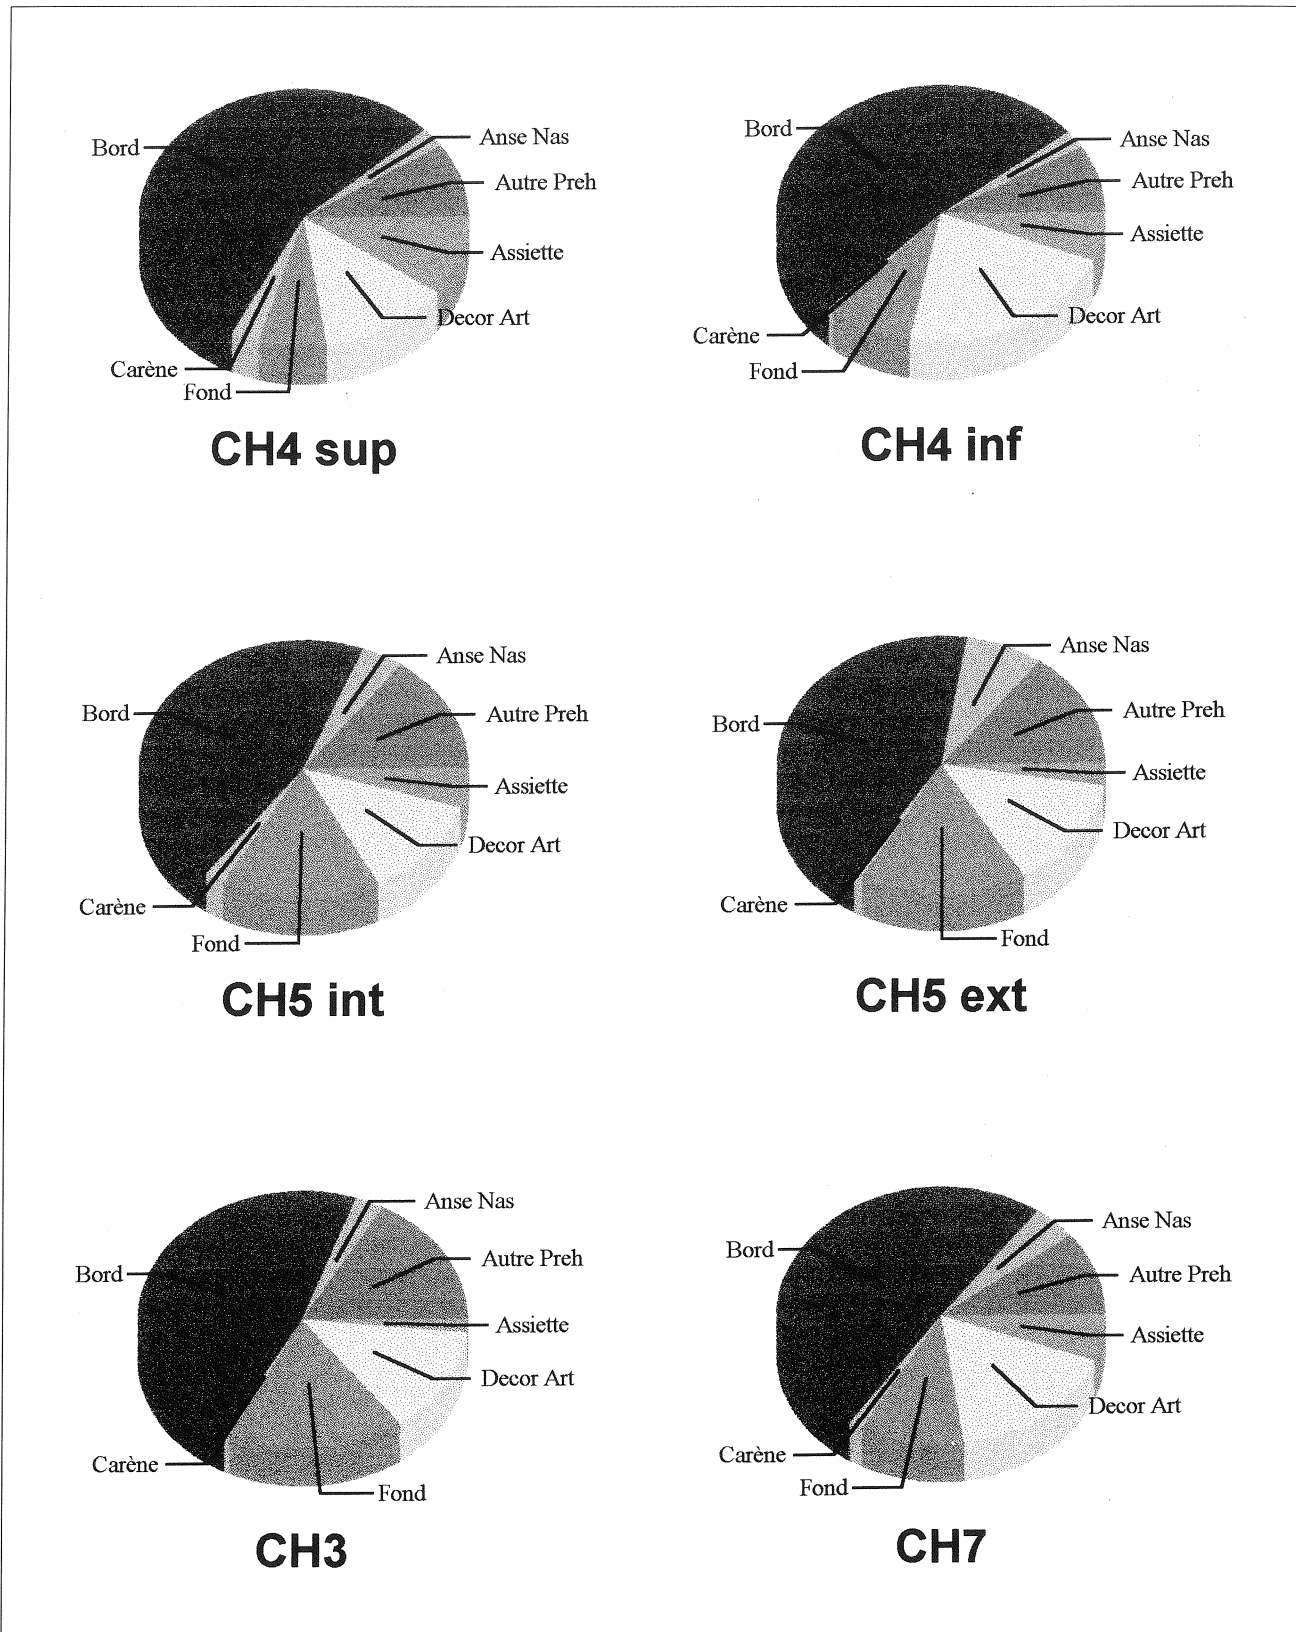 Bord
Anse Nas
Autre Preh
Assiette
Decor Art
Carène
Fond
CH4 sup
Bord
Anse Nas
Autre Preh
Assiette
Decor Art
Carène
Fond
CH4 inf
Bord
Anse Nas
Autre Preh
Assiette
Decor Art
Carène
Fond
CH5 int
Bord
Anse Nas
Autre Preh
Assiette
Decor Art
Carène
Fond
CH5 ext
Bord
Anse Nas
Autre Preh
Assiette
Decor Art
Carène
Fond
CH3
Bord
Anse Nas
Autre Preh
Assiette
Decor Art
Carène
Fond
CH7